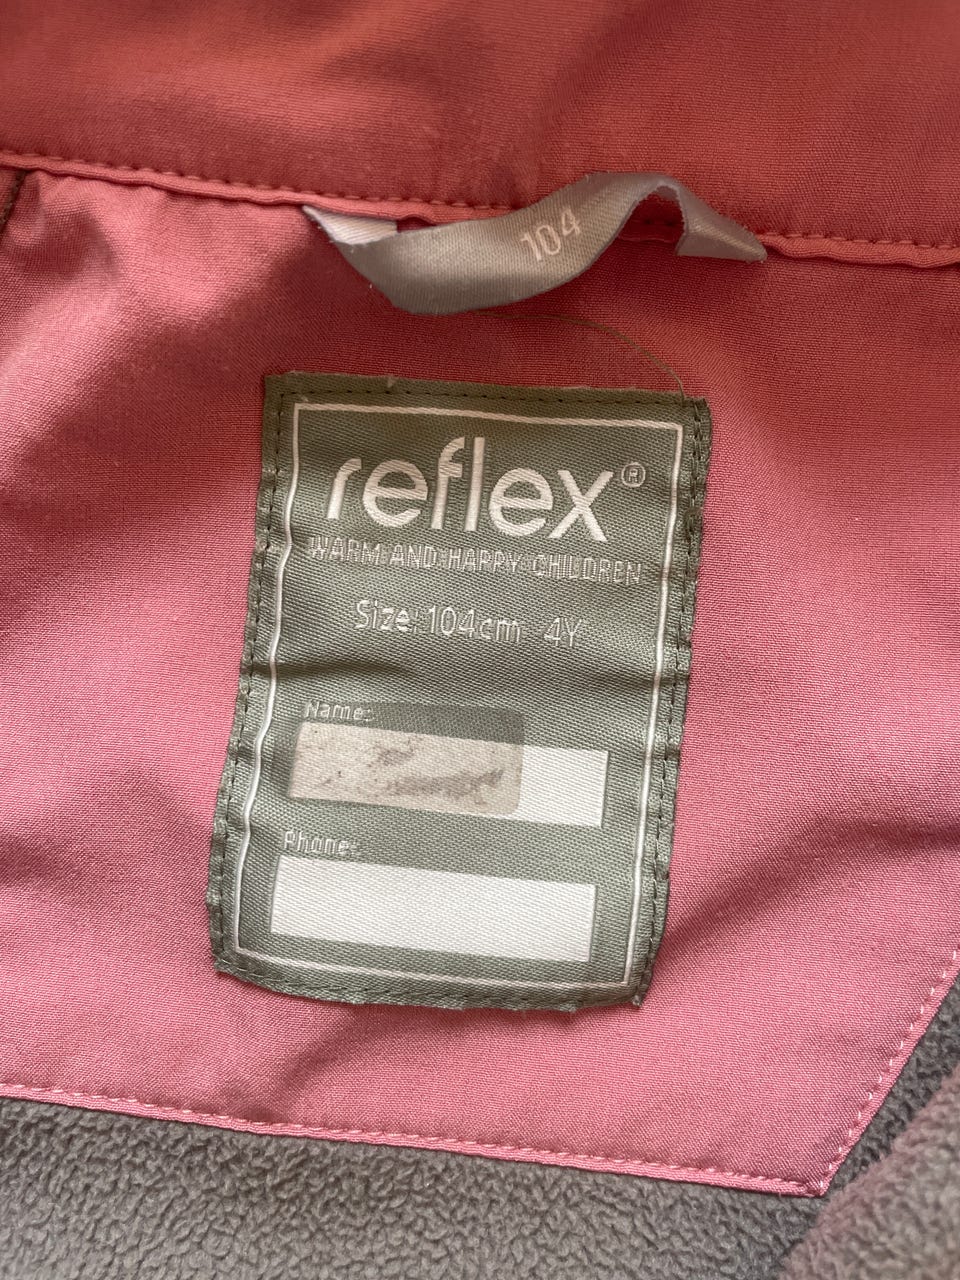 104
reflex®
WARM AND HAPPY CHILDREN
Size: 104cm 4Y
Name:
Phone: